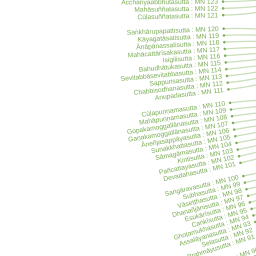 Acchariyaabbhutasutta : MN 123
Mahāsuññatasutta : MN 122
Cūḷasuññatasutta : MN 121
Saṅkhārupapattisutta : MN 120
Kāyagatāsatisutta : MN 119
Ānāpānassatisutta : MN 118
Mahācattārīsakasutta : MN 117
Isigilisutta : MN 116
Bahudhātukasutta : MN 115
Sevitabbāsevitabbasutta : MN 114
Sappurisasutta : MN 113
Chabbisodhanasutta : MN 112
Anupadasutta : MN 111
Cūḷapuṇṇamasutta : MN 110
Mahāpuṇṇamasutta : MN 109
Gopakamoggallānasutta : MN 108
Gaṇakamoggallānasutta : MN 107
Āneñjasappāyasutta : MN 106
Sunakkhattasutta : MN 105
Sāmagāmasutta : MN 104
Kintisutta : MN 103
Pañcattayasutta : MN 102
Devadahasutta : MN 101
Saṅgāravasutta : MN 100
Subhasutta : MN 99
Vāseṭṭhasutta : MN 98
Dhanañjānisutta : MN 97
Esukārīsutta : MN 96
Caṅkīsutta : MN 95
Ghoṭamukhasutta : MN 94
Assalāyanasutta : MN 93
Selasutta : MN 92
Brahmāyusutta : MN 91